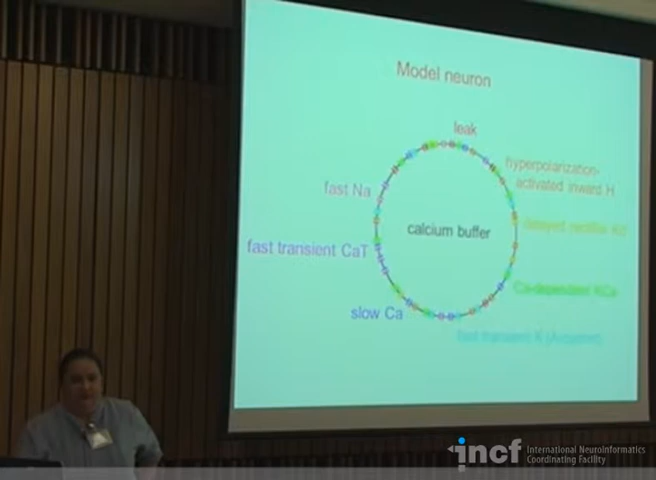 Model neuron
leak
hyperpolarization-
activated inward H
fast Na
delayed rectifier Kd
calcium buffer
fast transient CaT
Ca-dependent KCa
slow Ca
fast transient K
incf
International Neuroinformatics
Coordinating Facility